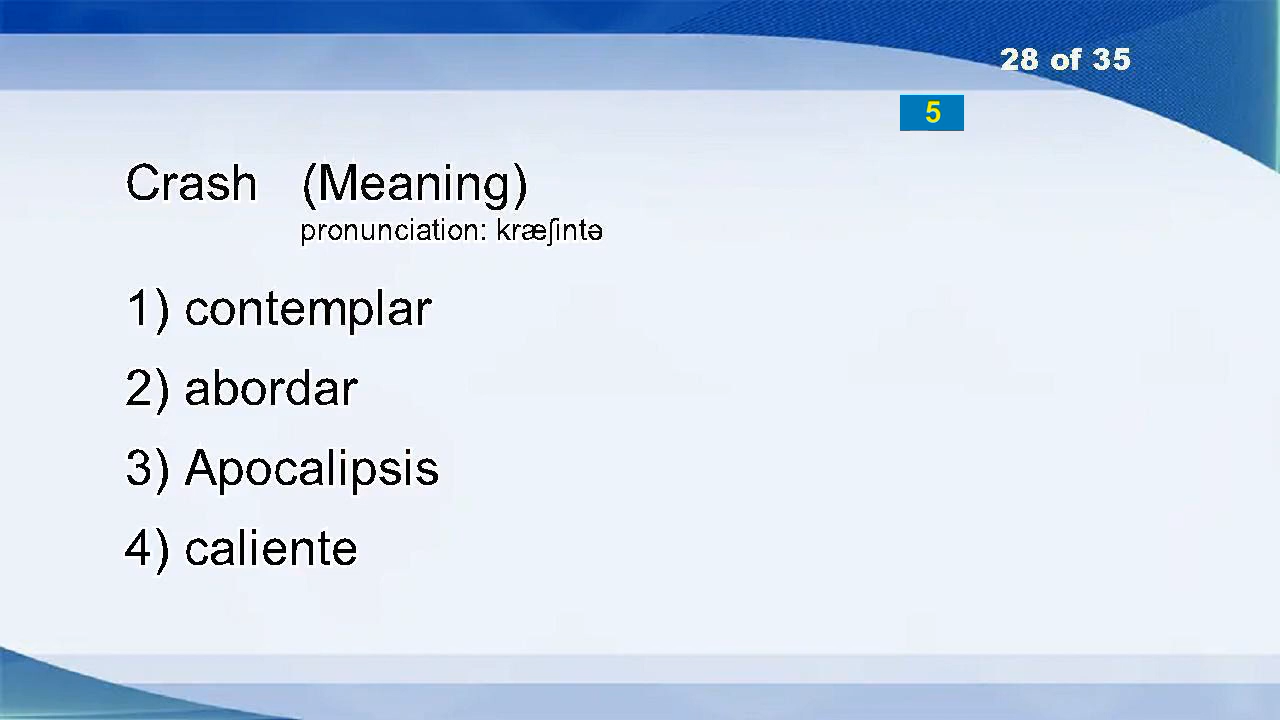 28 of 35
5
Crash (Meaning)
pronunciation: kræʃintə
1) contemplar
2) abordar
3) Apocalipsis
4) caliente